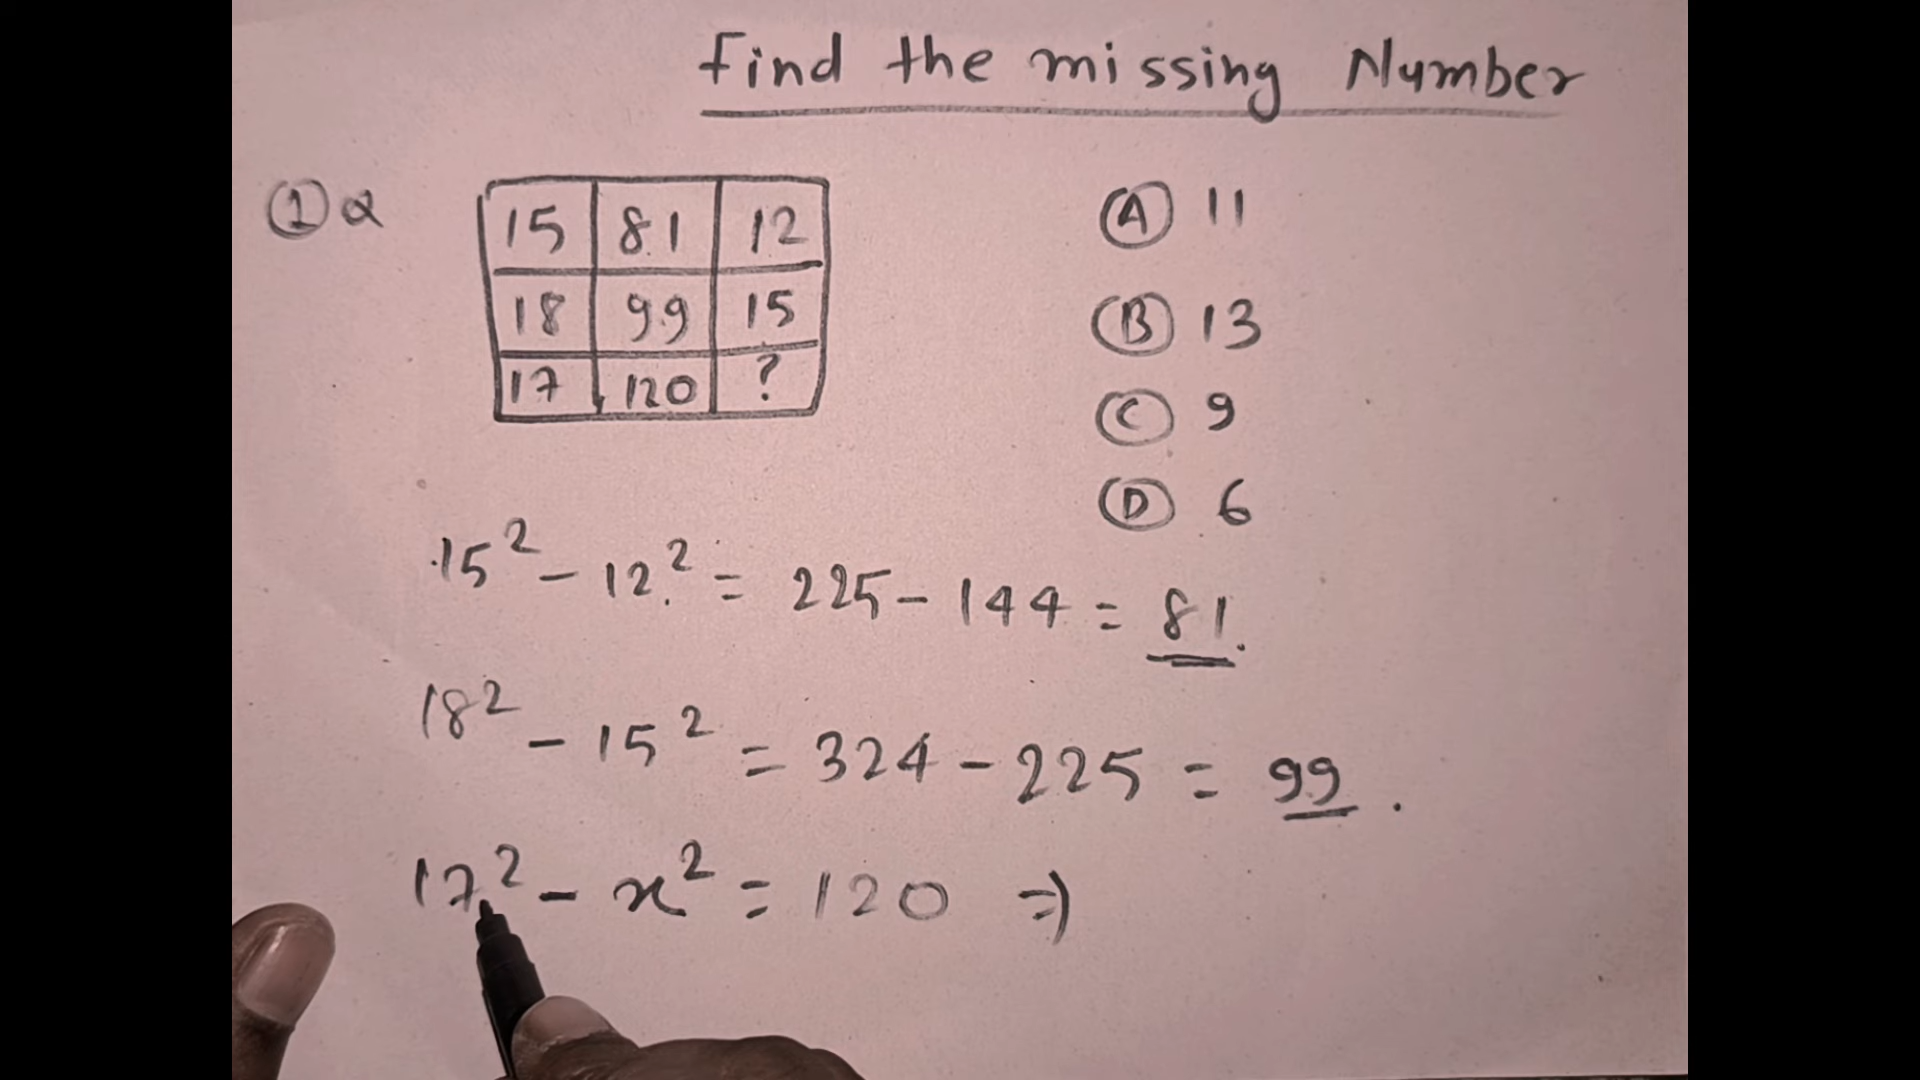 Find the missing Number
① Q
15 81 12
18 99 15
17 120 ?
Ⓐ 11
Ⓑ 13
Ⓒ 9
Ⓓ 6
15² - 12² = 225 - 144 = 81.
18² - 15² = 324 - 225 = 99.
17² - x² = 120 ⇒